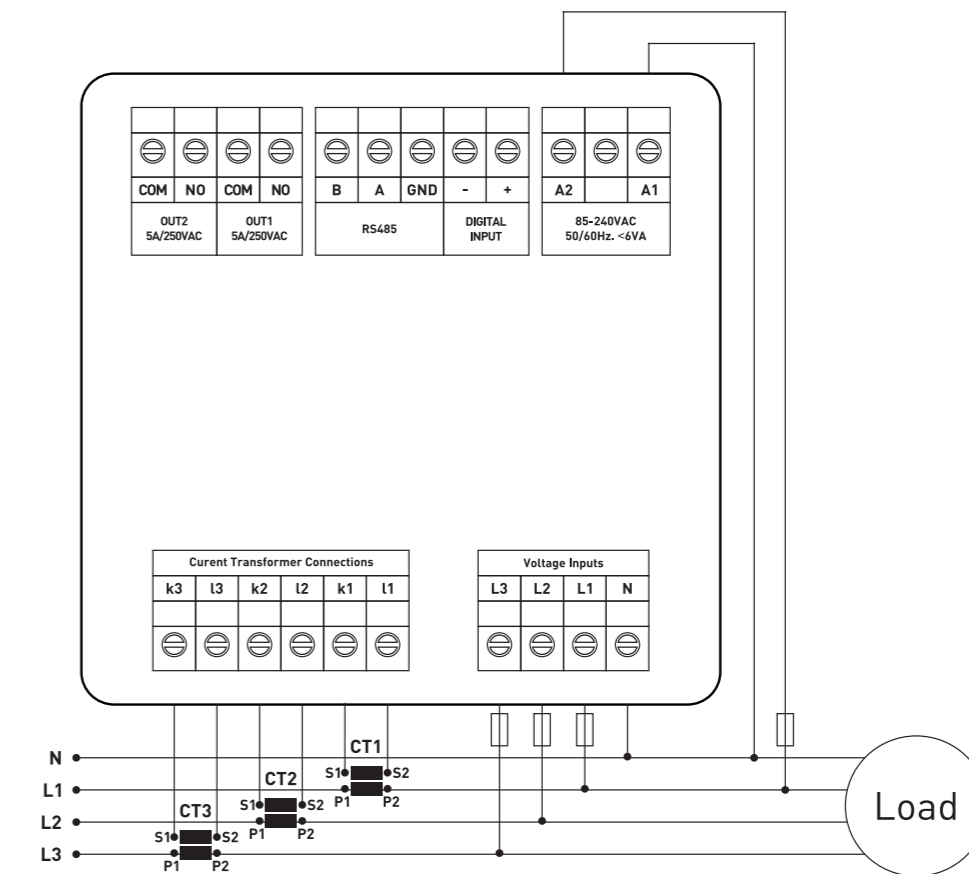 COM NO COM NO
OUT2 OUT1
5A/250VAC 5A/250VAC
B A GND - +
RS485 DIGITAL
INPUT
A2 A1
85-240VAC
50/60Hz. <6VA
Curent Transformer Connections
k3 l3 k2 l2 k1 l1
Voltage Inputs
L3 L2 L1 N
N
L1
L2
L3
CT1
S1 S2
P1 P2
CT2
S1 S2
P1 P2
CT3
S1 S2
P1 P2
Load